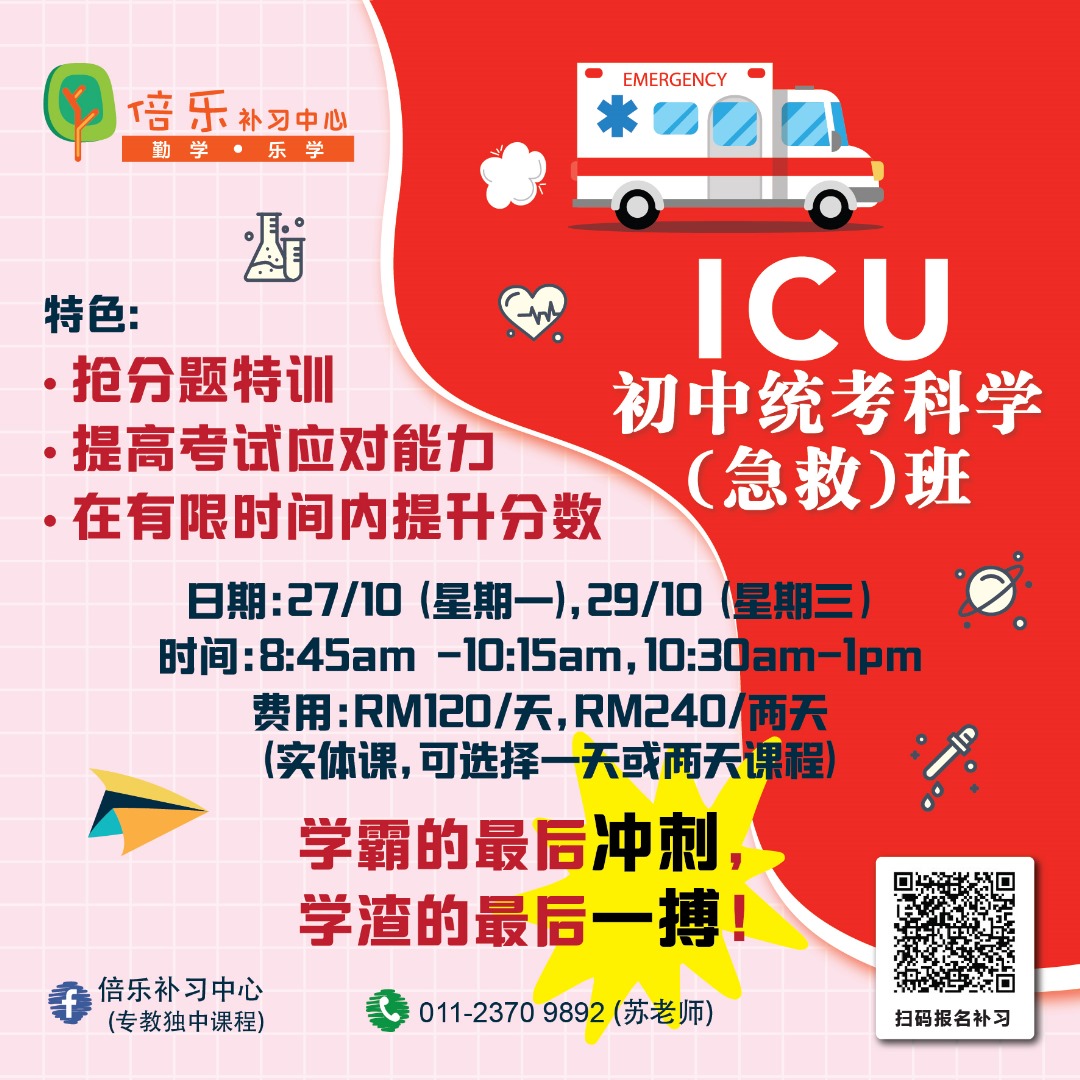 倍乐补习中心
勤学·乐学
EMERGENCY
ICU
初中统考科学
(急救)班
特色:
· 抢分题特训
· 提高考试应对能力
· 在有限时间内提升分数
日期:27/10 (星期一),29/10 (星期三)
时间:8:45am -10:15am,10:30am-1pm
费用:RM120/天,RM240/两天
(实体课,可选择一天或两天课程)
学霸的最后冲刺,
学渣的最后一搏!
倍乐补习中心
(专教独中课程)
011-2370 9892 (苏老师)
扫码报名补习